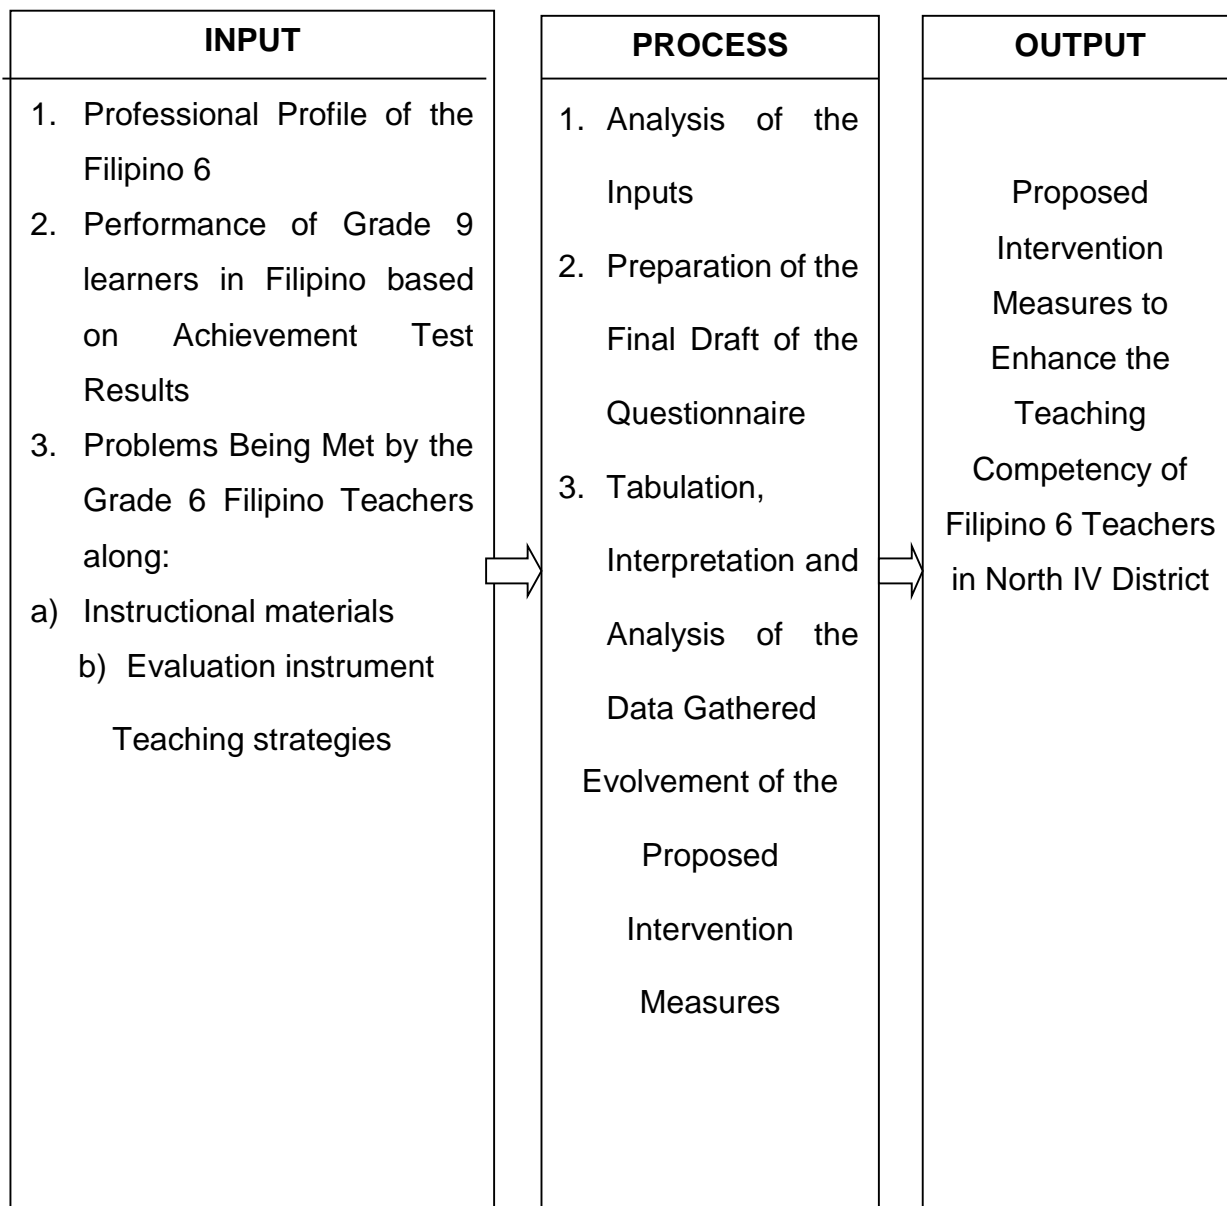 INPUT
1. Professional Profile of the
Filipino 6
2. Performance of Grade 9
learners in Filipino based
on Achievement Test
Results
3. Problems Being Met by the
Grade 6 Filipino Teachers
along:
a) Instructional materials
b) Evaluation instrument
Teaching strategies
PROCESS
1. Analysis of the
Inputs
2. Preparation of the
Final Draft of the
Questionnaire
3. Tabulation,
Interpretation and
Analysis of the
Data Gathered
Evolvement of the
Proposed
Intervention
Measures
OUTPUT
Proposed
Intervention
Measures to
Enhance the
Teaching
Competency of
Filipino 6 Teachers
in North IV District